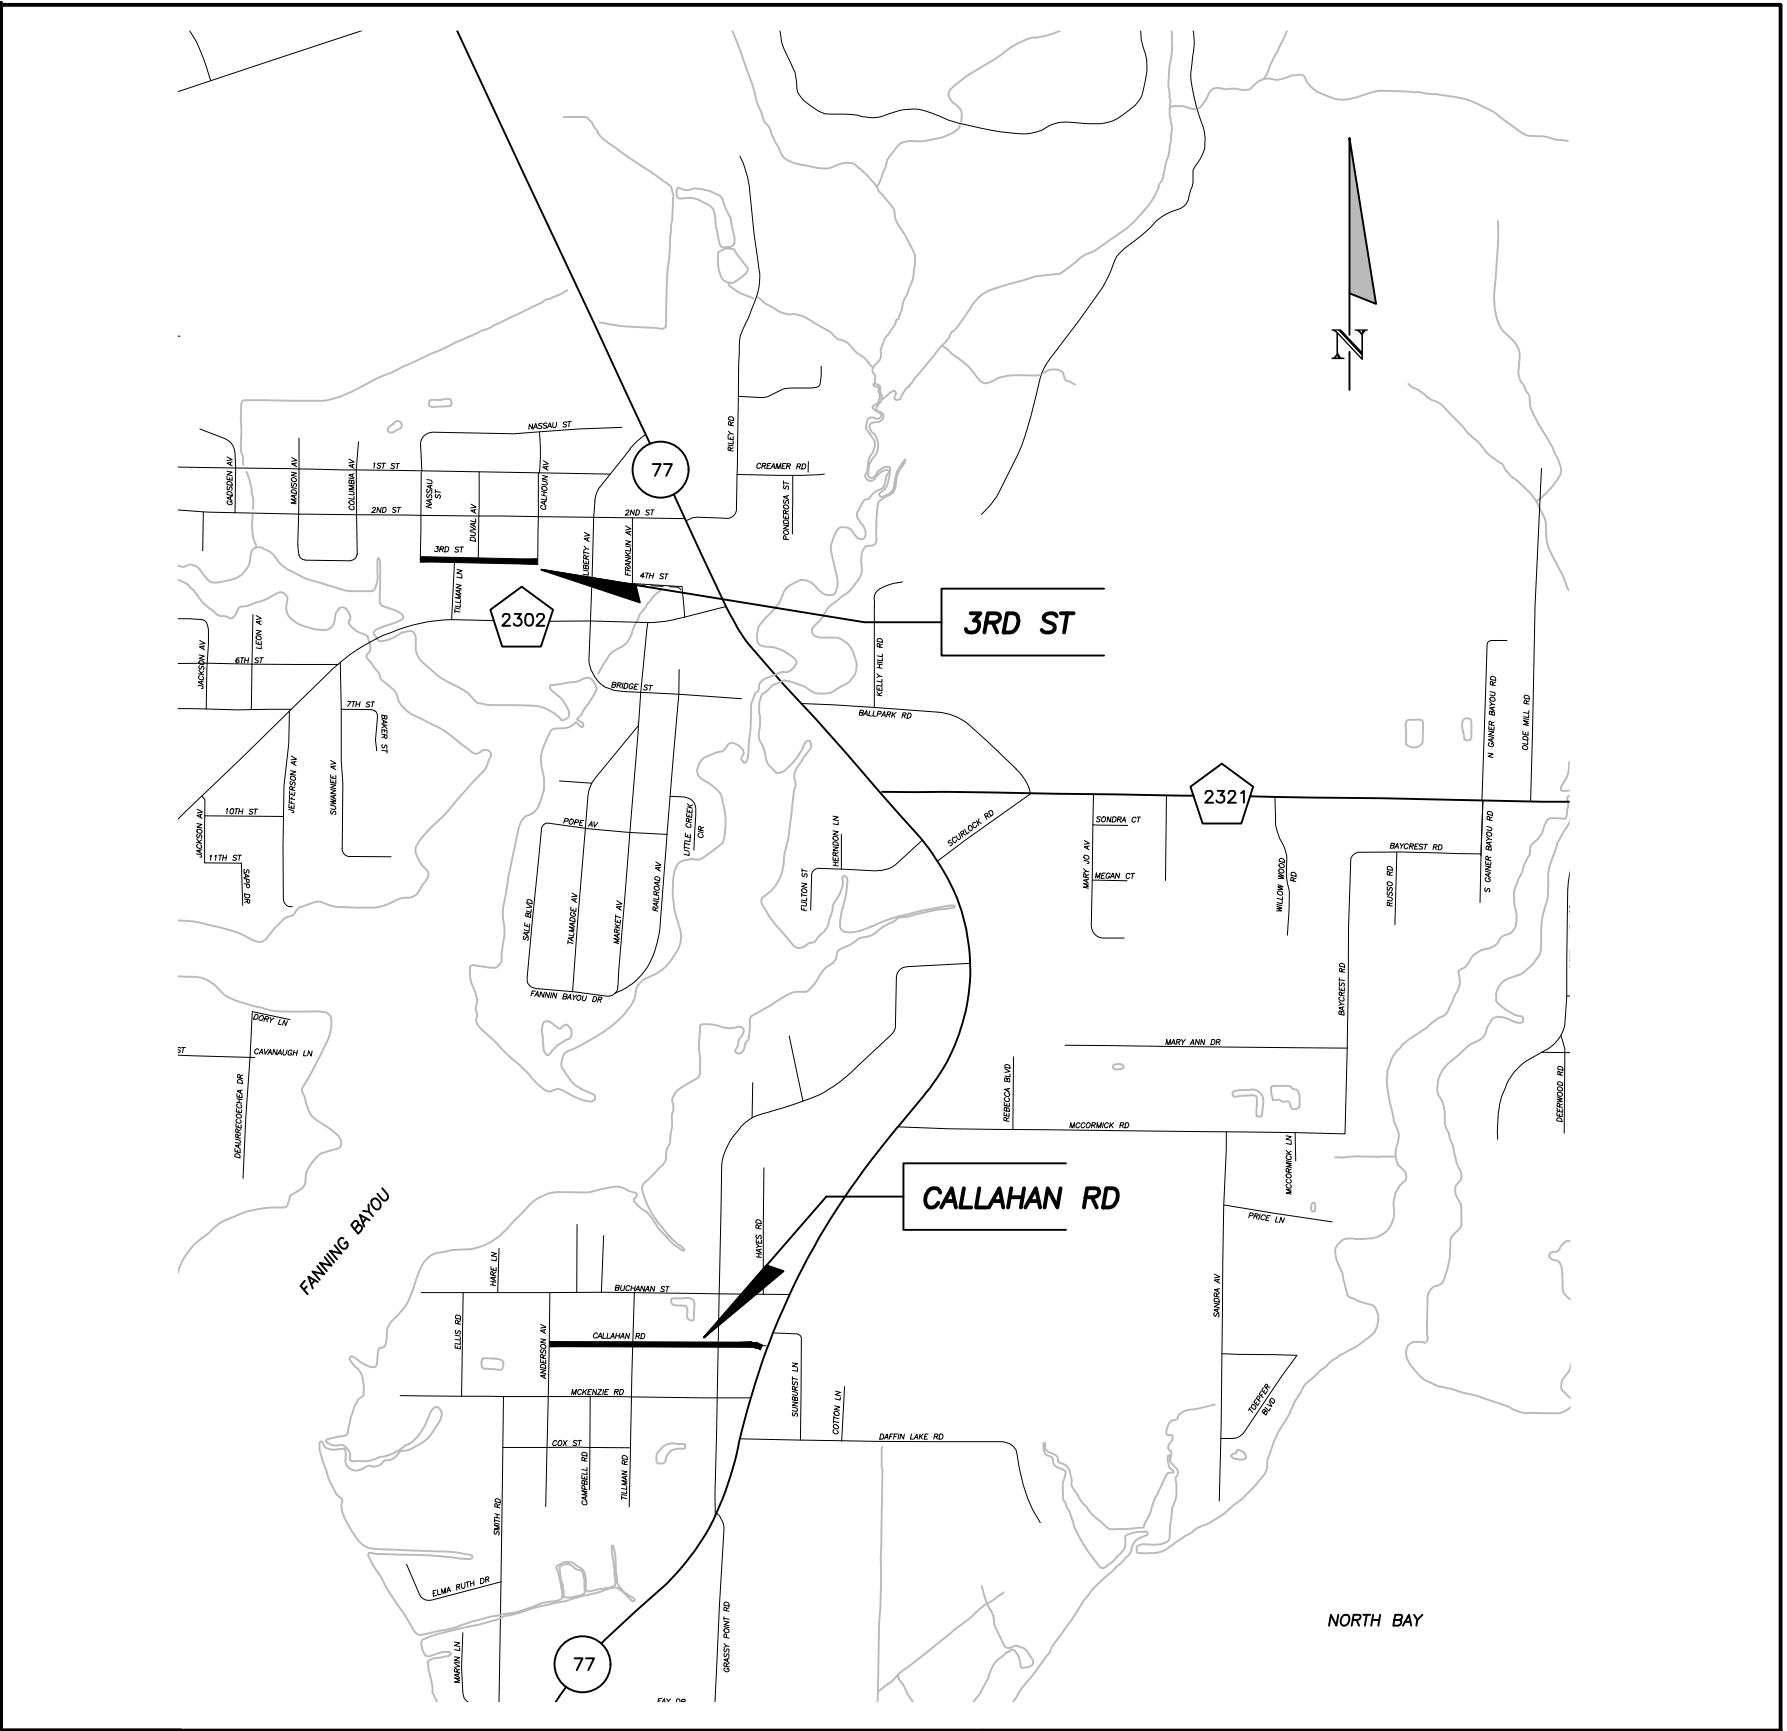 N
NASSAU ST
RILEY RD
GADSDEN AV
MADISON AV
COLUMBIA AV
1ST ST
NASSAU
ST
DUVAL AV
CALHOUN AV
77
CREAMER RD
PONDEROSA ST
2ND ST
2ND ST
3RD ST
TILLMAN LN
LIBERTY AV
FRANKLIN AV
4TH ST
2302
3RD ST
JACKSON AV
LEON AV
6TH ST
7TH ST
BAKER ST
BRIDGE ST
KELLY HILL RD
BALLPARK RD
N GAINER BAYOU RD
OLDE MILL RD
JEFFERSON AV
SUWANNEE AV
10TH ST
JACKSON AV
11TH ST
SAPP DR
POPE AV
LITTLE CREEK
CIR
SALE BLVD
TALMADGE AV
MARKET AV
RAILROAD AV
FANNIN BAYOU DR
HERNDON LN
FULTON ST
SCURLOCK RD
2321
SONDRA CT
MARY JO AV
MEGAN CT
WILLOW WOOD
RD
BAYCREST RD
RUSSO RD
S GAINER BAYOU RD
BAYCREST RD
DORY LN
ST
CAVANAUGH LN
DEAURRECOECHEA DR
MARY ANN DR
REBECCA BLVD
MCCORMICK RD
MCCORMICK LN
DEERWOOD RD
FANNING BAYOU
CALLAHAN RD
PRICE LN
SANDRA AV
HARE LN
HAYES RD
BUCHANAN ST
ELLIS RD
ANDERSON AV
CALLAHAN RD
MCKENZIE RD
SUNBURST LN
COTTON LN
DAFFIN LAKE RD
TOEPFER
BLVD
COX ST
CAMPBELL RD
TILLMAN RD
SMITH RD
ELMA RUTH DR
MARVIN LN
GRASSY POINT RD
77
FAY DR
NORTH BAY